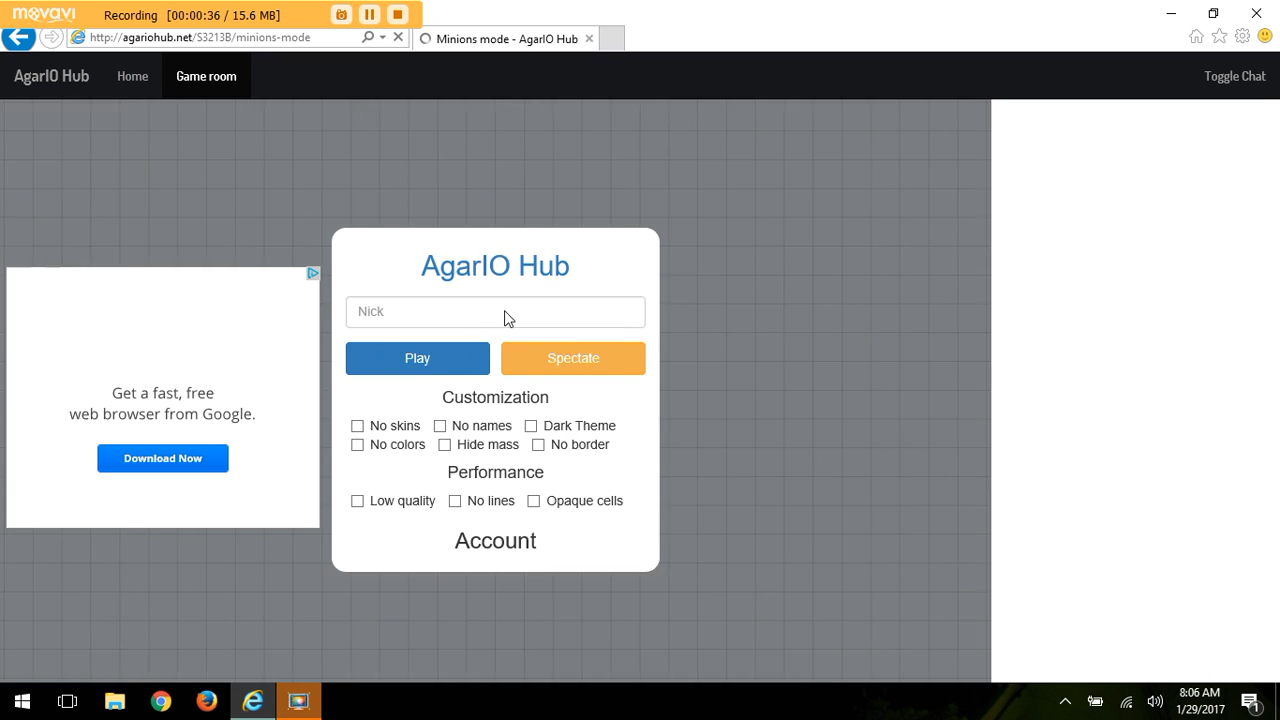 movavi Recording [00:00:36 / 15.6 MB]
http://agariohub.net/S3213B/minions-mode
Minions mode - AgarIO Hub
AgarIO Hub Home Game room Toggle Chat
AgarIO Hub
Nick
Play Spectate
Customization
No skins No names Dark Theme
No colors Hide mass No border
Performance
Low quality No lines Opaque cells
Account
Get a fast, free
web browser from Google.
Download Now
8:06 AM
1/29/2017
1